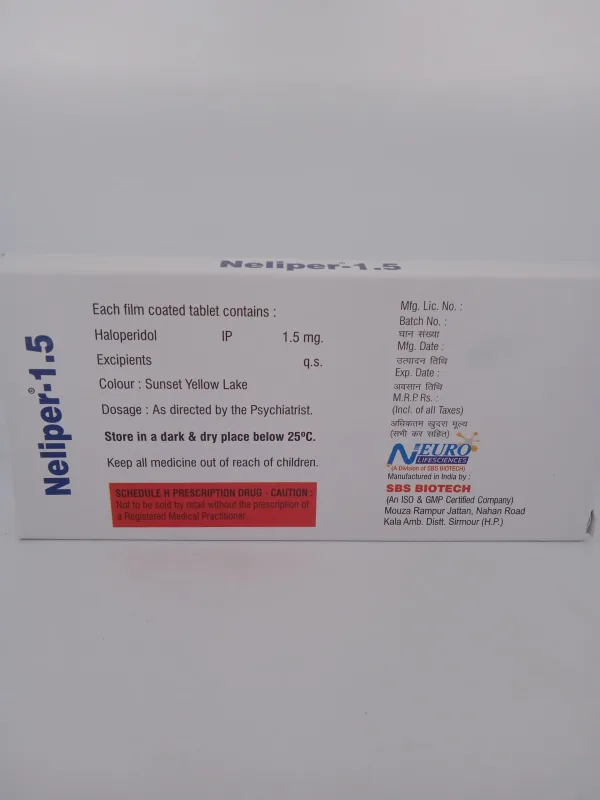 Neliper-1.5
Neliper®-1.5
Each film coated tablet contains :
Haloperidol IP 1.5 mg.
Excipients q.s.
Colour : Sunset Yellow Lake
Dosage : As directed by the Psychiatrist.
Store in a dark & dry place below 25ºC.
Keep all medicine out of reach of children.
SCHEDULE H PRESCRIPTION DRUG - CAUTION :
Not to be sold by retail without the prescription of
a Registered Medical Practitioner
Mfg. Lic. No. :
Batch No. :
घान संख्या
Mfg. Date :
उत्पादन तिथि
Exp. Date :
अवसान तिथि
M.R.P. Rs. :
(Incl. of all Taxes)
अधिकतम खुदरा मूल्य
(सभी कर सहित)
NEURO
LIFESCIENCES
(A Division of SBS BIOTECH)
Manufactured in India by :
SBS BIOTECH
(An ISO & GMP Certified Company)
Mouza Rampur Jattan, Nahan Road
Kala Amb. Distt. Sirmour (H.P.)